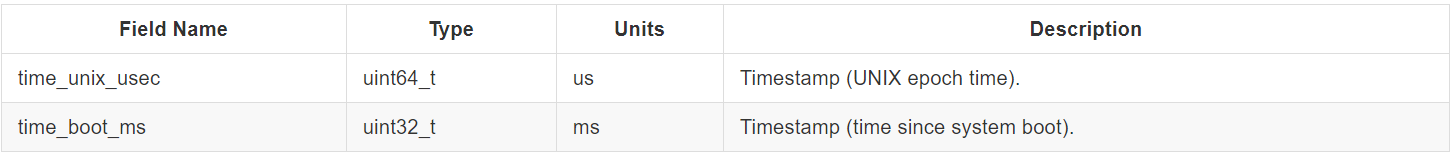 Field Name Type Units Description
time_unix_usec uint64_t us Timestamp (UNIX epoch time).
time_boot_ms uint32_t ms Timestamp (time since system boot).